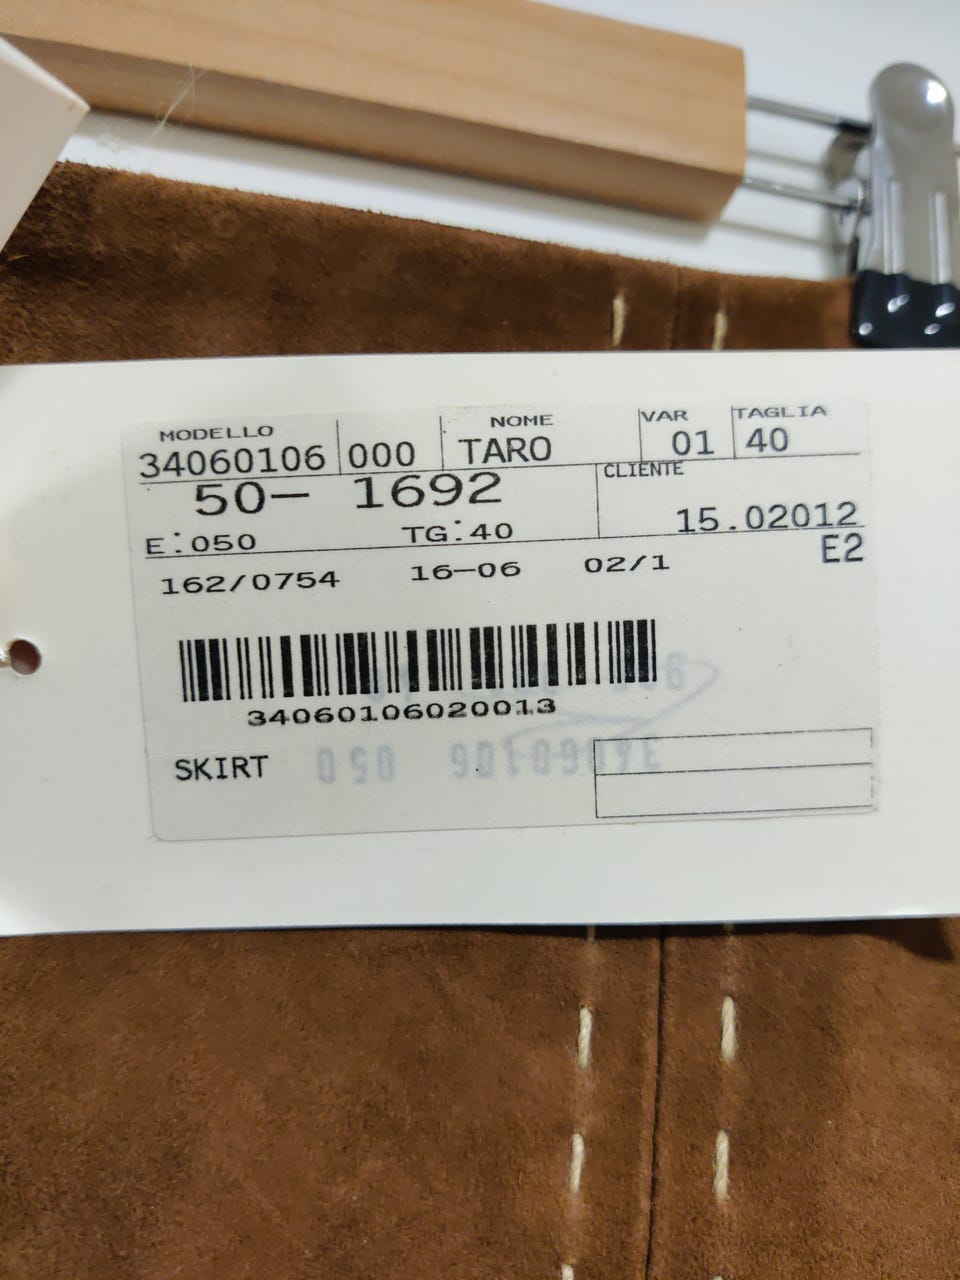 MODELLO NOME VAR TAGLIA
34060106 000 TARO 01 40
50- 1692 CLIENTE
E:050 TG:40 15.02012
162/0754 16-06 02/1 E2
34060106020013
SKIRT